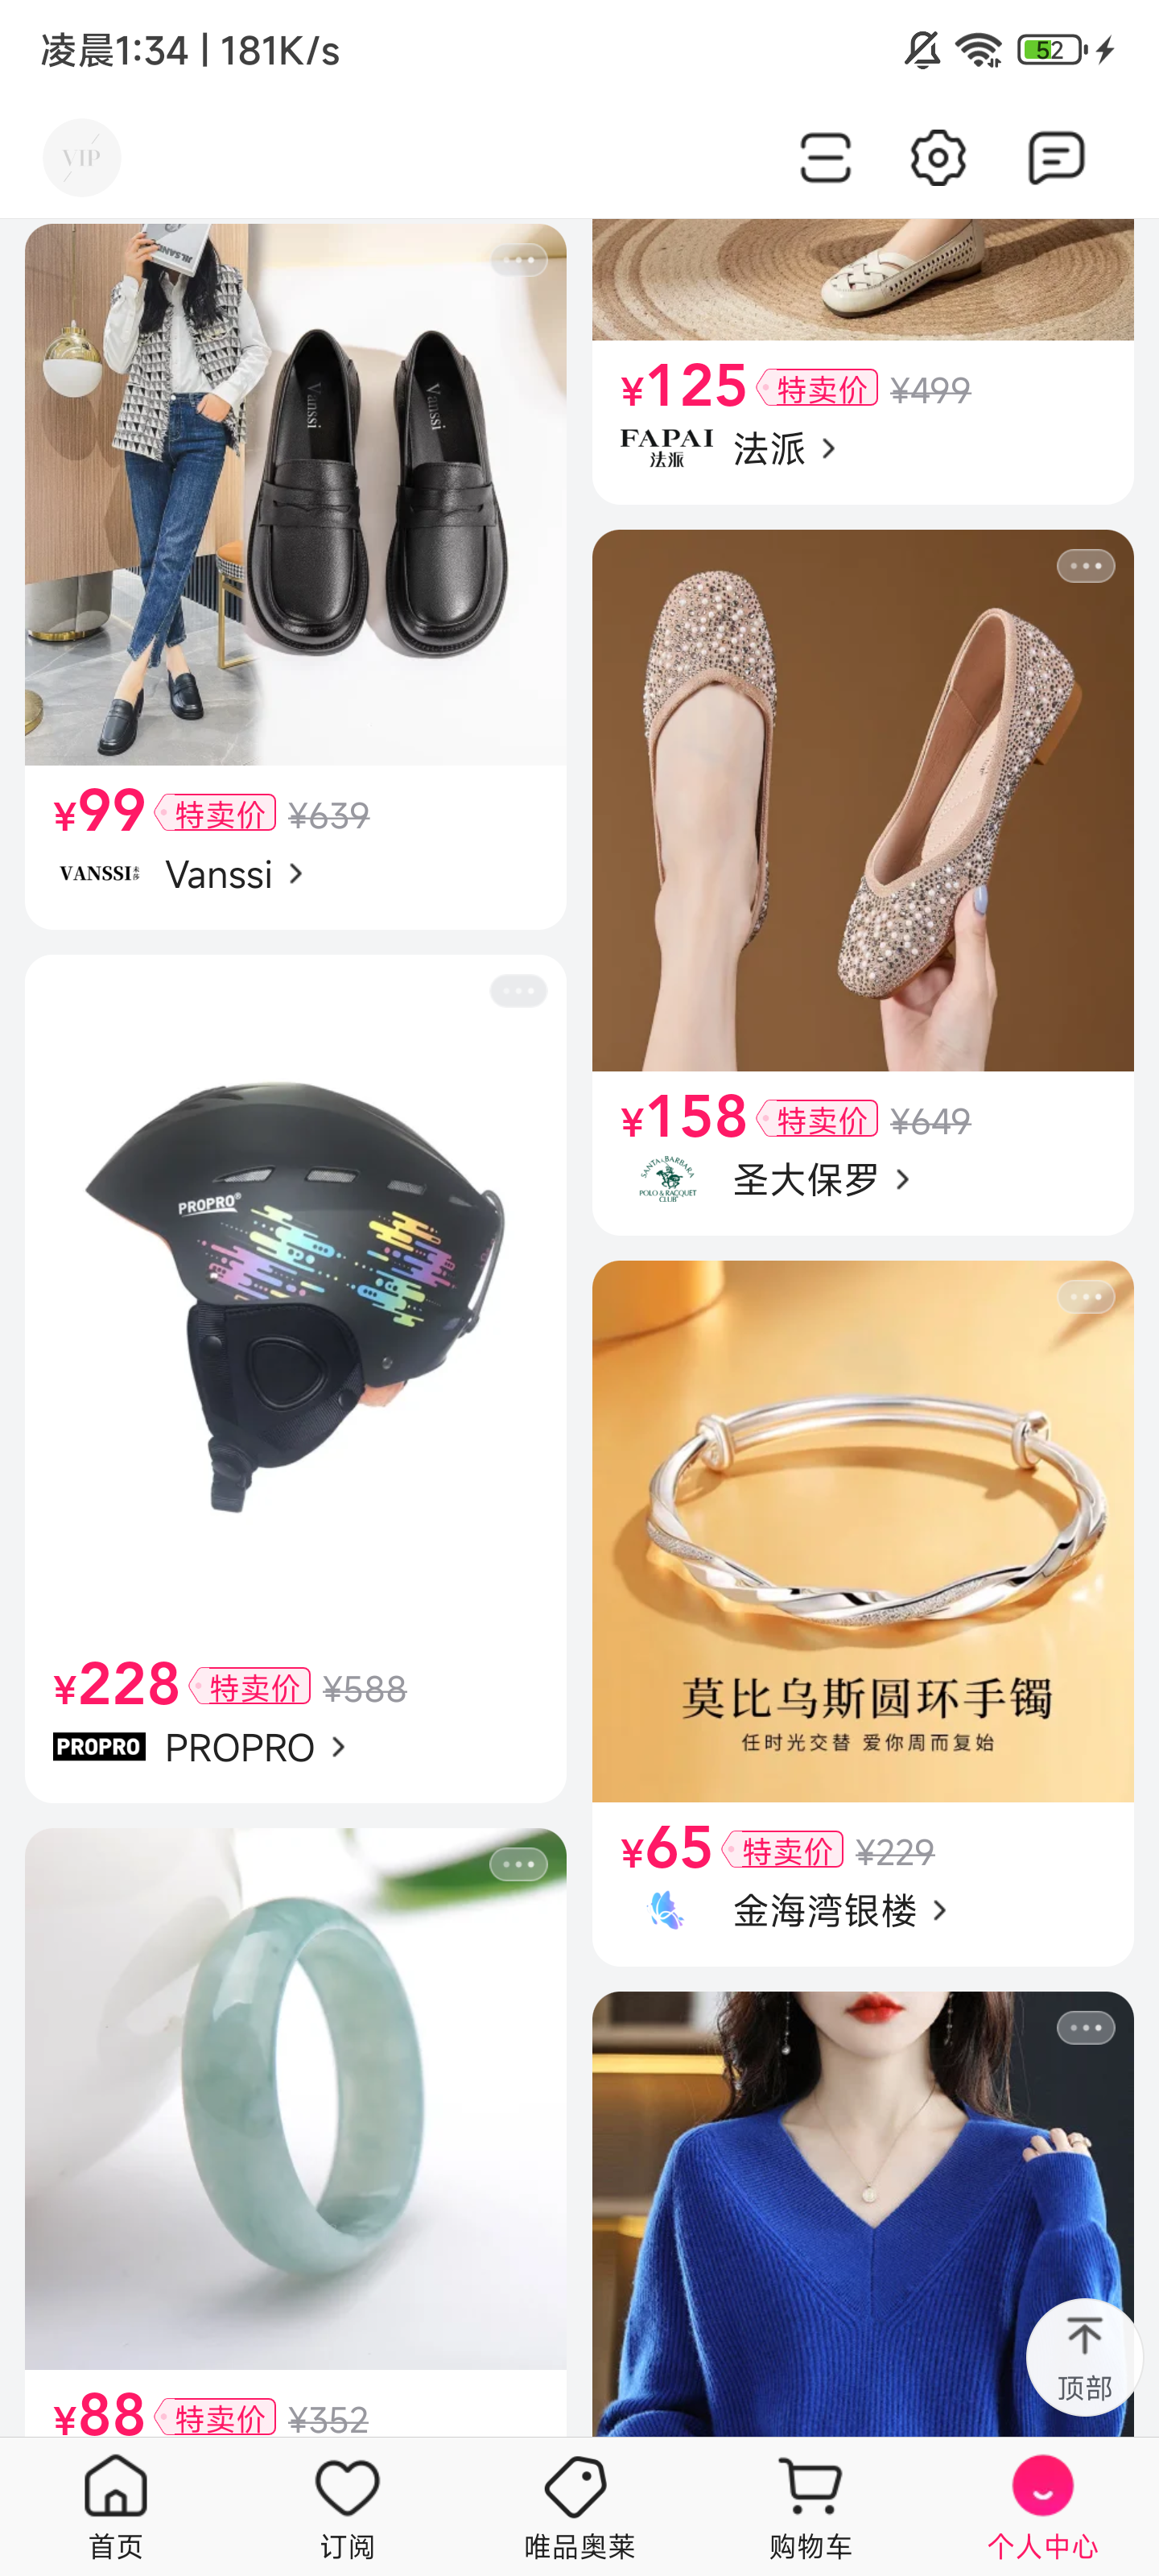 凌晨1:34 | 181K/s
52
VIP
Vanssi
Vanssi
¥99 特卖价 ¥639
VANSSI
Vanssi
PROPRO®
¥228 特卖价 ¥588
PROPRO PROPRO
¥88 特卖价 ¥352
¥125 特卖价 ¥499
FAPAI
法派
法派
¥158 特卖价 ¥649
SANTA BARBARA
POLO & RACQUET
CLUB
圣大保罗
莫比乌斯圆环手镯
任时光交替 爱你周而复始
¥65 特卖价 ¥229
金海湾银楼
顶部
首页 订阅 唯品奥莱 购物车 个人中心